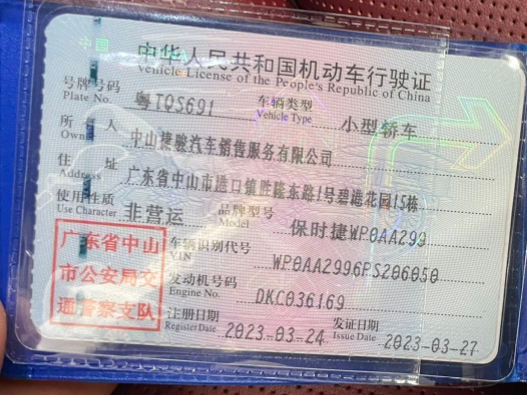 中国
中华人民共和国机动车行驶证
Vehicle License of the People's Republic of China
号牌号码 粤TQS691 车辆类型 小型轿车
Plate No. Vehicle Type
所有人 中山捷骏汽车销售服务有限公司
Owner
住址 广东省中山市港口镇胜隆东路1号碧港花园15栋
Address
使用性质 非营运 品牌型号 保时捷WP0AA299
Use Character Model
广东省中山
市公安局交
通警察支队
车辆识别代号 WP0AA2996PS206050
VIN
发动机号码 DKC036169
Engine No.
注册日期 2023-03-24 发证日期 2023-03-27
Register Date Issue Date